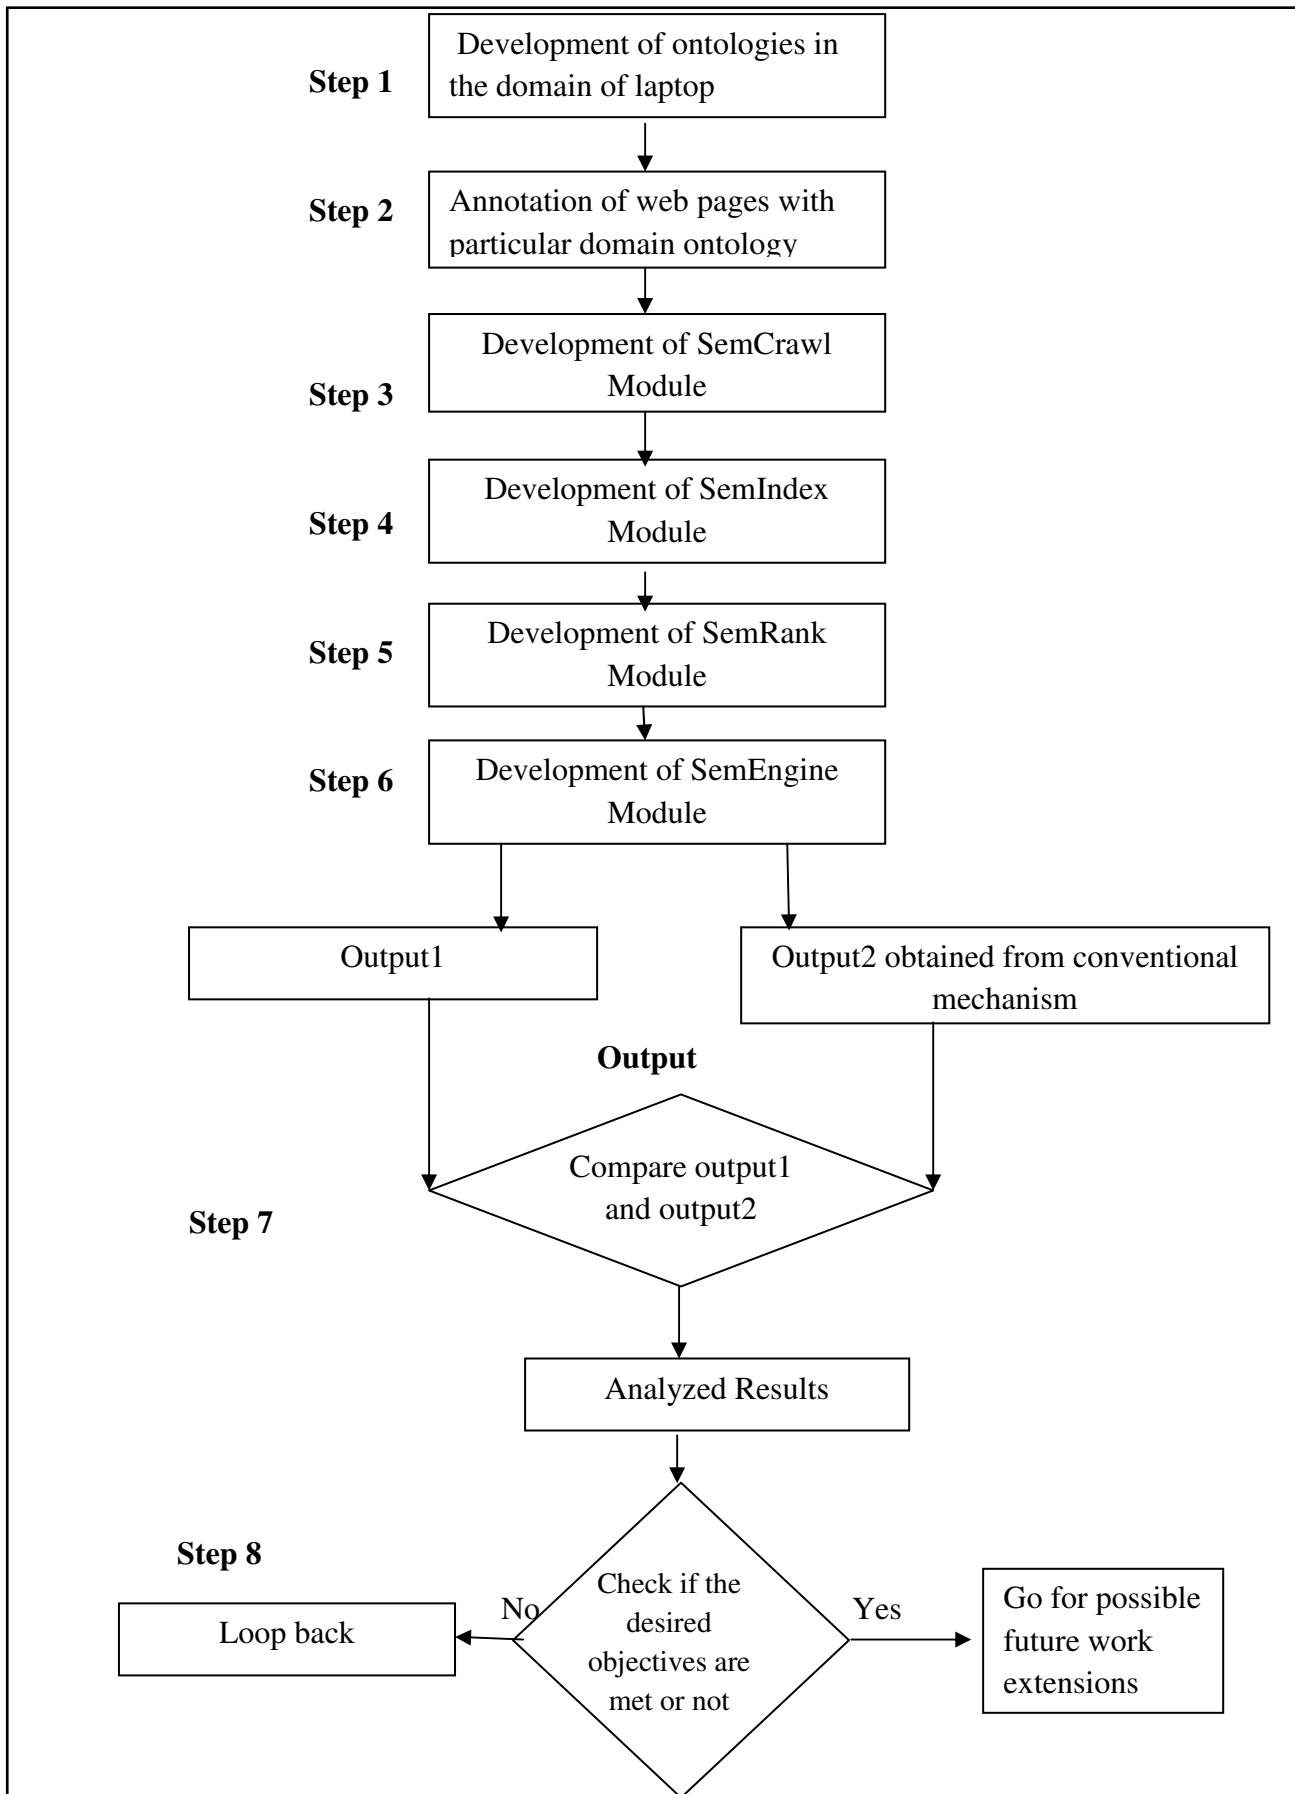 Development of ontologies in
the domain of laptop
Step 1
Annotation of web pages with
particular domain ontology
Step 2
Development of SemCrawl
Module
Step 3
Development of SemIndex
Module
Step 4
Development of SemRank
Module
Step 5
Development of SemEngine
Module
Step 6
Output1
Output2 obtained from conventional
mechanism
Output
Compare output1
and output2
Step 7
Analyzed Results
Step 8
Check if the
desired
objectives are
met or not
No
Yes
Loop back
Go for possible
future work
extensions